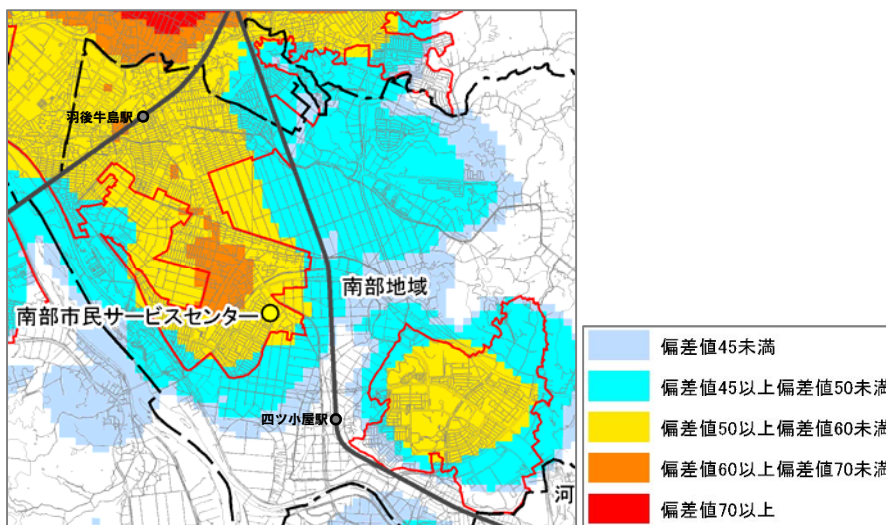 羽後牛島駅
南部地域
南部市民サービスセンター
四ツ小屋駅
河
偏差値45未満
偏差値45以上偏差値50未満
偏差値50以上偏差値60未満
偏差値60以上偏差値70未満
偏差値70以上